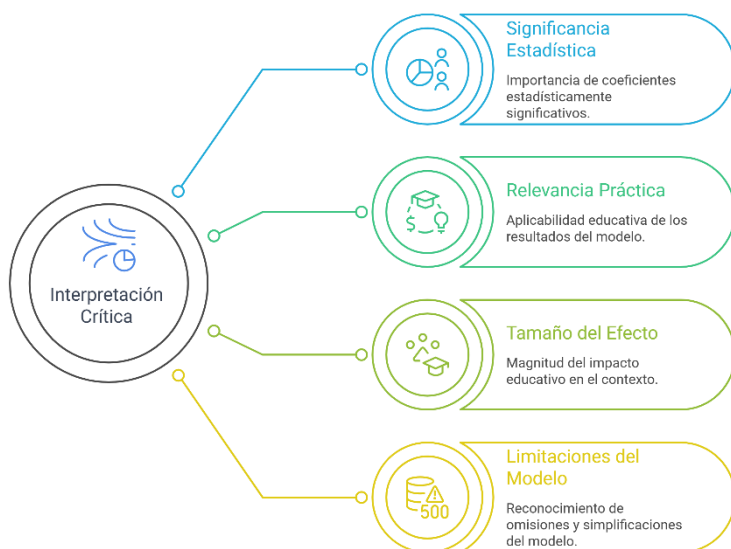 Interpretación
Crítica
Significancia
Estadística
Importancia de coeficientes
estadísticamente
significativos.
Relevancia Práctica
Aplicabilidad educativa de los
resultados del modelo.
$
Tamaño del Efecto
Magnitud del impacto
educativo en el contexto.
Limitaciones del
Modelo
Reconocimiento de
omisiones y simplificaciones
del modelo.
500